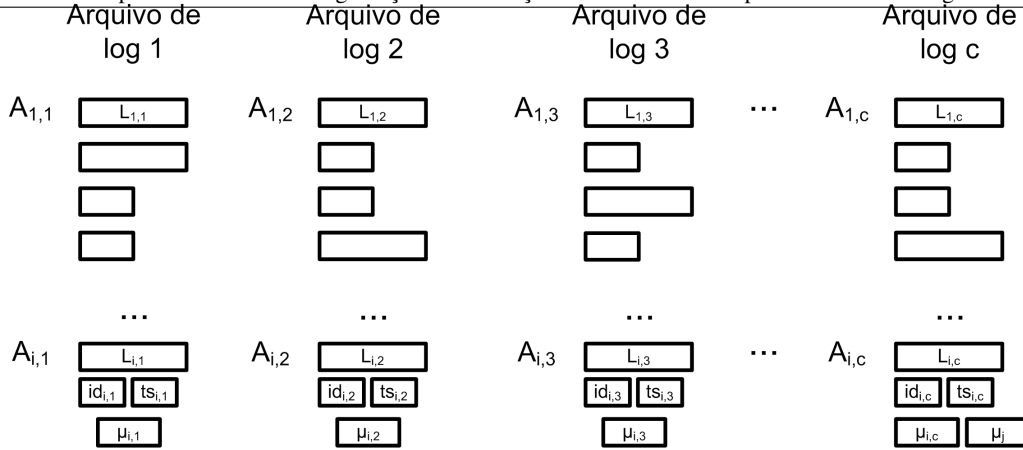 Arquivo de Arquivo de Arquivo de Arquivo de
log 1 log 2 log 3 log c
A1,1 L1,1 A1,2 L1,2 A1,3 L1,3 ... A1,c L1,c
... ... ... ...
Ai,1 Li,1 Ai,2 Li,2 Ai,3 Li,3 ... Ai,c Li,c
idi,1 tsi,1 idi,2 tsi,2 idi,3 tsi,3 idi,c tsi,c
μi,1 μi,2 μi,3 μi,c μj